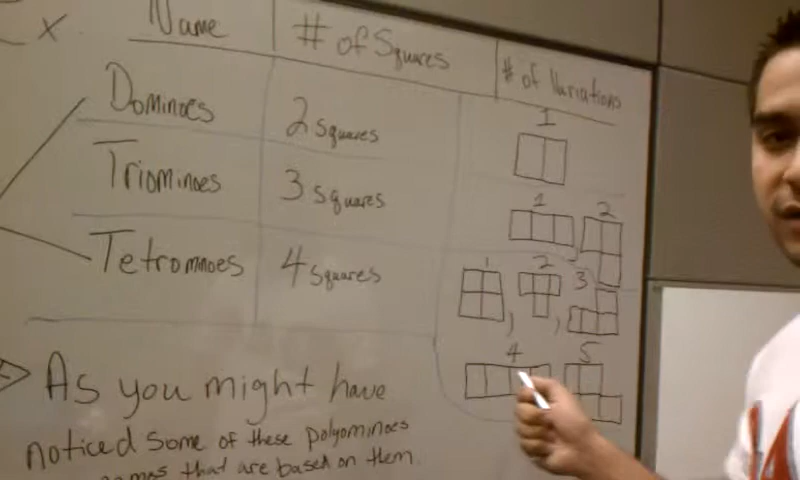 x
Name # of Squares # of Variations
Dominoes 2 squares 1
Triominoes 3 squares 1 2
Tetrominoes 4 squares 1 2 3
4 5
As you might have
noticed some of these polyominoes
that are based on them